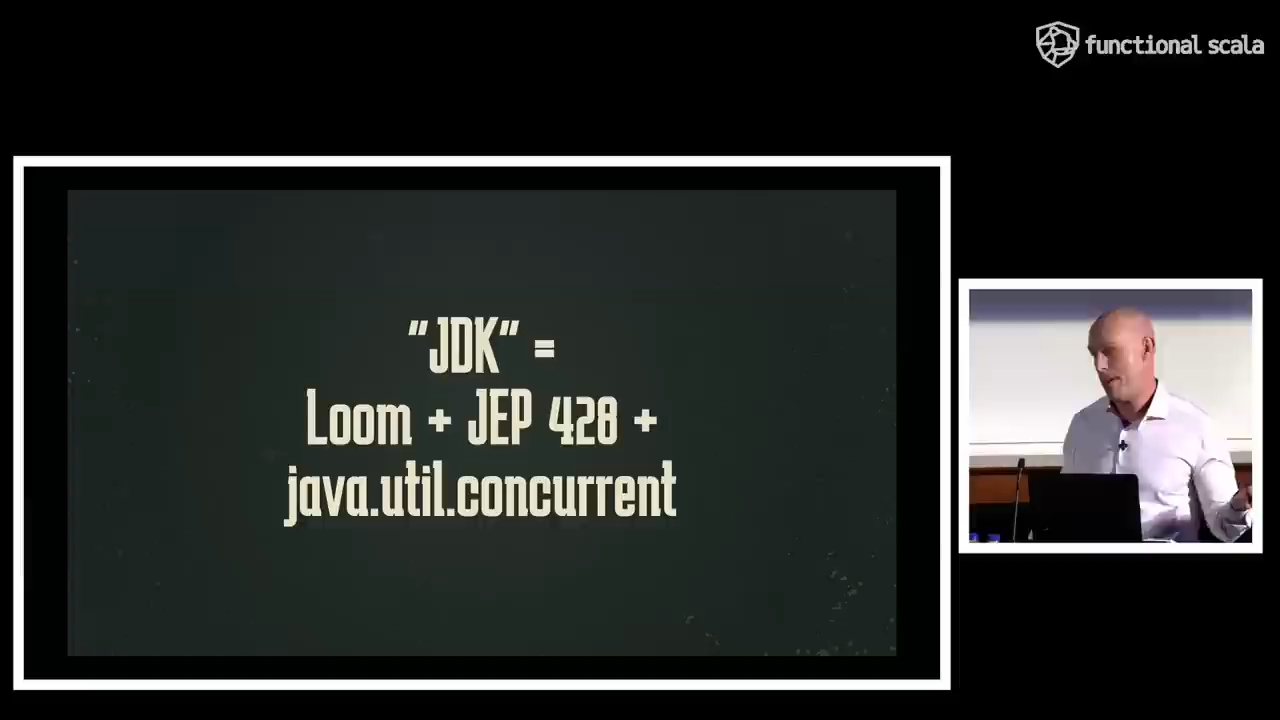 functional scala
"JDK" =
Loom + JEP 428 +
java.util.concurrent